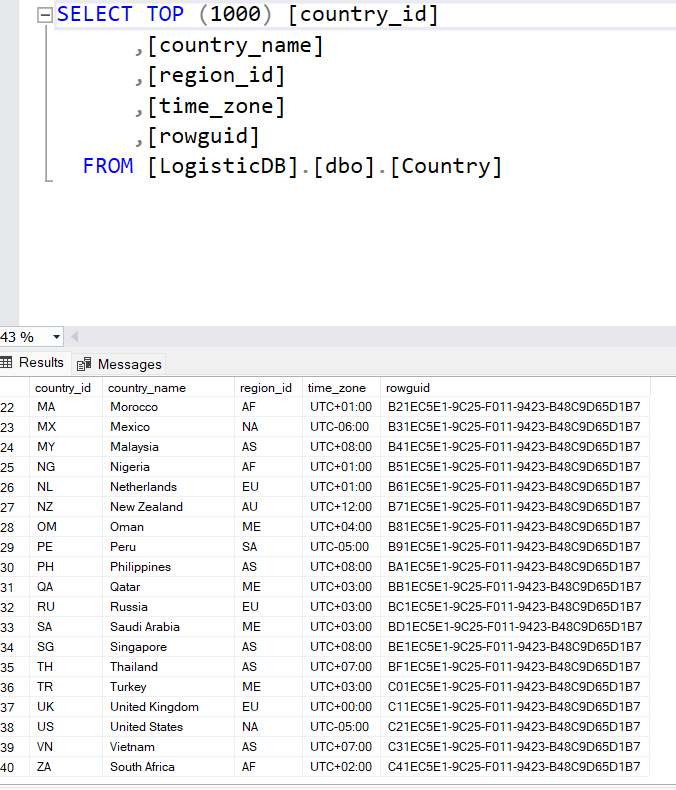 SELECT TOP (1000) [country_id]
,[country_name]
,[region_id]
,[time_zone]
,[rowguid]
FROM [LogisticDB].[dbo].[Country]
43 %
Results Messages
country_id country_name region_id time_zone rowguid
22 MA Morocco AF UTC+01:00 B21EC5E1-9C25-F011-9423-B48C9D65D1B7
23 MX Mexico NA UTC-06:00 B31EC5E1-9C25-F011-9423-B48C9D65D1B7
24 MY Malaysia AS UTC+08:00 B41EC5E1-9C25-F011-9423-B48C9D65D1B7
25 NG Nigeria AF UTC+01:00 B51EC5E1-9C25-F011-9423-B48C9D65D1B7
26 NL Netherlands EU UTC+01:00 B61EC5E1-9C25-F011-9423-B48C9D65D1B7
27 NZ New Zealand AU UTC+12:00 B71EC5E1-9C25-F011-9423-B48C9D65D1B7
28 OM Oman ME UTC+04:00 B81EC5E1-9C25-F011-9423-B48C9D65D1B7
29 PE Peru SA UTC-05:00 B91EC5E1-9C25-F011-9423-B48C9D65D1B7
30 PH Philippines AS UTC+08:00 BA1EC5E1-9C25-F011-9423-B48C9D65D1B7
31 QA Qatar ME UTC+03:00 BB1EC5E1-9C25-F011-9423-B48C9D65D1B7
32 RU Russia EU UTC+03:00 BC1EC5E1-9C25-F011-9423-B48C9D65D1B7
33 SA Saudi Arabia ME UTC+03:00 BD1EC5E1-9C25-F011-9423-B48C9D65D1B7
34 SG Singapore AS UTC+08:00 BE1EC5E1-9C25-F011-9423-B48C9D65D1B7
35 TH Thailand AS UTC+07:00 BF1EC5E1-9C25-F011-9423-B48C9D65D1B7
36 TR Turkey ME UTC+03:00 C01EC5E1-9C25-F011-9423-B48C9D65D1B7
37 UK United Kingdom EU UTC+00:00 C11EC5E1-9C25-F011-9423-B48C9D65D1B7
38 US United States NA UTC-05:00 C21EC5E1-9C25-F011-9423-B48C9D65D1B7
39 VN Vietnam AS UTC+07:00 C31EC5E1-9C25-F011-9423-B48C9D65D1B7
40 ZA South Africa AF UTC+02:00 C41EC5E1-9C25-F011-9423-B48C9D65D1B7